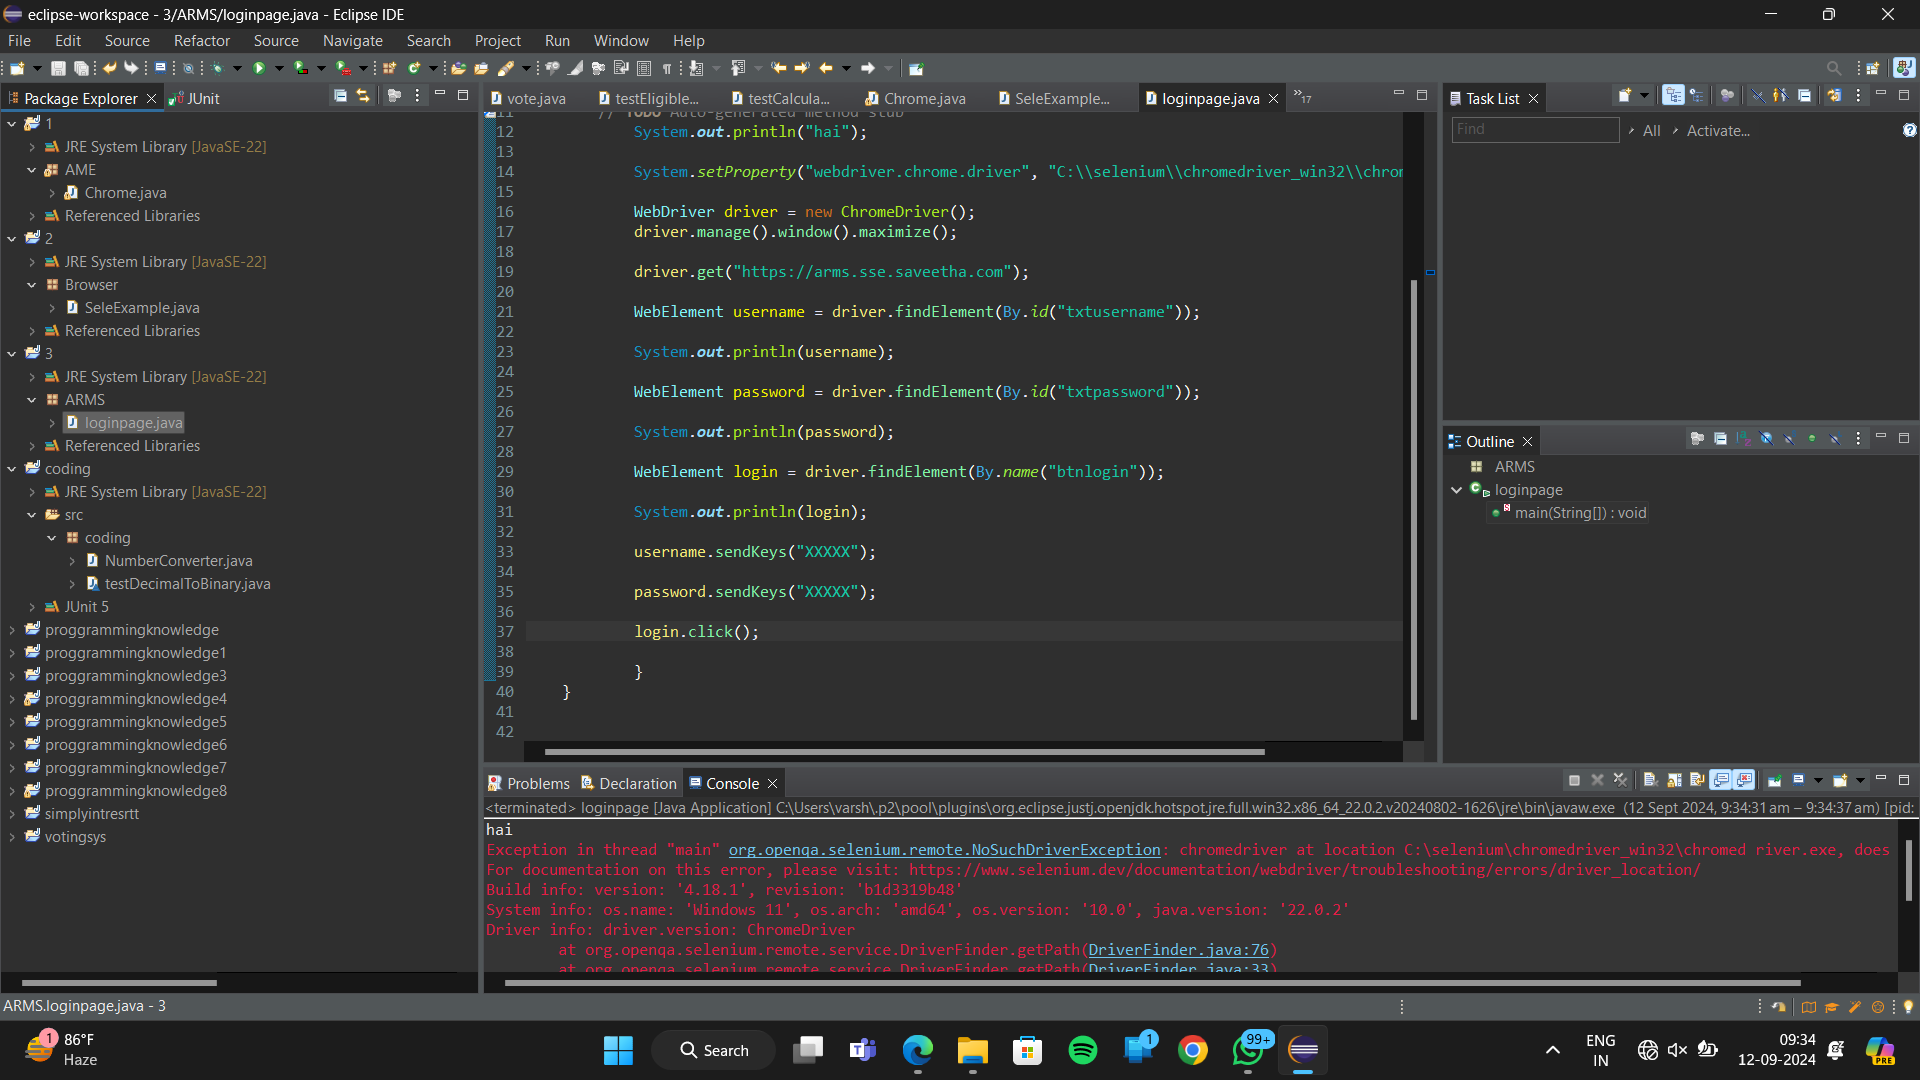 eclipse-workspace - 3/ARMS/loginpage.java - Eclipse IDE
File Edit Source Refactor Source Navigate Search Project Run Window Help
Package Explorer
JUnit
1
JRE System Library [JavaSE-22]
AME
Chrome.java
Referenced Libraries
2
JRE System Library [JavaSE-22]
Browser
SeleExample.java
Referenced Libraries
3
JRE System Library [JavaSE-22]
ARMS
loginpage.java
Referenced Libraries
coding
JRE System Library [JavaSE-22]
src
coding
NumberConverter.java
testDecimalToBinary.java
JUnit 5
proggrammingknowledge
proggrammingknowledge1
proggrammingknowledge3
proggrammingknowledge4
proggrammingknowledge5
proggrammingknowledge6
proggrammingknowledge7
proggrammingknowledge8
simplyintresrtt
votingsys
vote.java testEligible... testCalcula... Chrome.java SeleExample... loginpage.java »17
11 // TODO Auto-generated method stub
12 System.out.println("hai");
13
14 System.setProperty("webdriver.chrome.driver", "C:\\selenium\\chromedriver_win32\\chrom
15
16 WebDriver driver = new ChromeDriver();
17 driver.manage().window().maximize();
18
19 driver.get("https://arms.sse.saveetha.com");
20
21 WebElement username = driver.findElement(By.id("txtusername"));
22
23 System.out.println(username);
24
25 WebElement password = driver.findElement(By.id("txtpassword"));
26
27 System.out.println(password);
28
29 WebElement login = driver.findElement(By.name("btnlogin"));
30
31 System.out.println(login);
32
33 username.sendKeys("XXXXX");
34
35 password.sendKeys("XXXXX");
36
37 login.click();
38
39 }
40 }
41
42
Task List
Find
All
Activate...
Outline
ARMS
loginpage
main(String[]) : void
Problems Declaration Console
<terminated> loginpage [Java Application] C:\Users\varsh\.p2\pool\plugins\org.eclipse.justj.openjdk.hotspot.jre.full.win32.x86_64_22.0.2.v20240802-1626\jre\bin\javaw.exe (12 Sept 2024, 9:34:31 am – 9:34:37 am) [pid:
hai
Exception in thread "main" org.openqa.selenium.remote.NoSuchDriverException: chromedriver at location C:\selenium\chromedriver_win32\chromed river.exe, does
For documentation on this error, please visit: https://www.selenium.dev/documentation/webdriver/troubleshooting/errors/driver_location/
Build info: version: '4.18.1', revision: 'b1d3319b48'
System info: os.name: 'Windows 11', os.arch: 'amd64', os.version: '10.0', java.version: '22.0.2'
Driver info: driver.version: ChromeDriver
at org.openqa.selenium.remote.service.DriverFinder.getPath(DriverFinder.java:76)
at org.openqa.selenium.remote.service.DriverFinder.getPath(DriverFinder.java:33)
ARMS.loginpage.java - 3
1
86°F
Haze
Search
1
99+
ENG
IN
09:34
12-09-2024
PRE